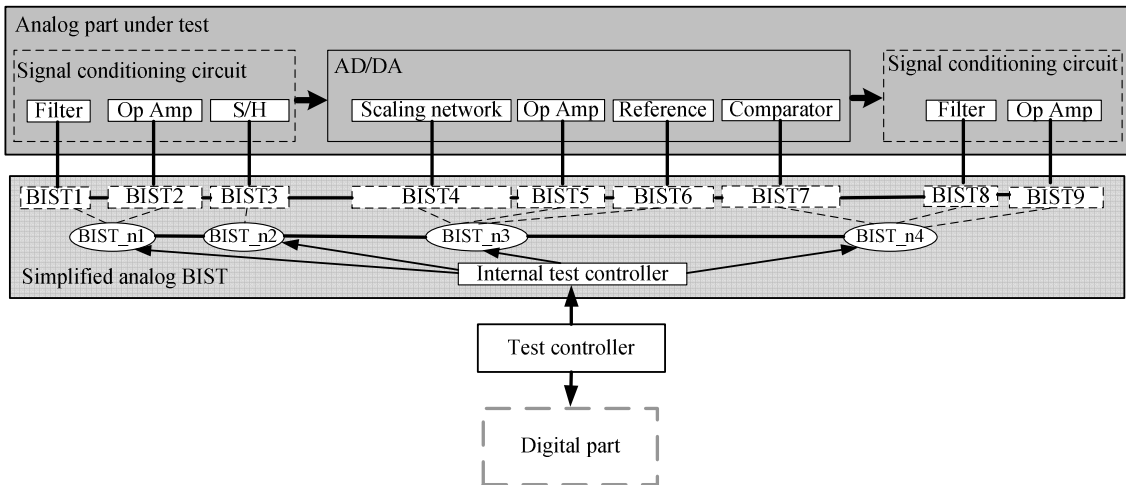 Analog part under test
Signal conditioning circuit
AD/DA
Signal conditioning circuit
Filter
Op Amp
S/H
Scaling network
Op Amp
Reference
Comparator
Filter
Op Amp
BIST1
BIST2
BIST3
BIST4
BIST5
BIST6
BIST7
BIST8
BIST9
BIST_n1
BIST_n2
BIST_n3
BIST_n4
Simplified analog BIST
Internal test controller
Test controller
Digital part